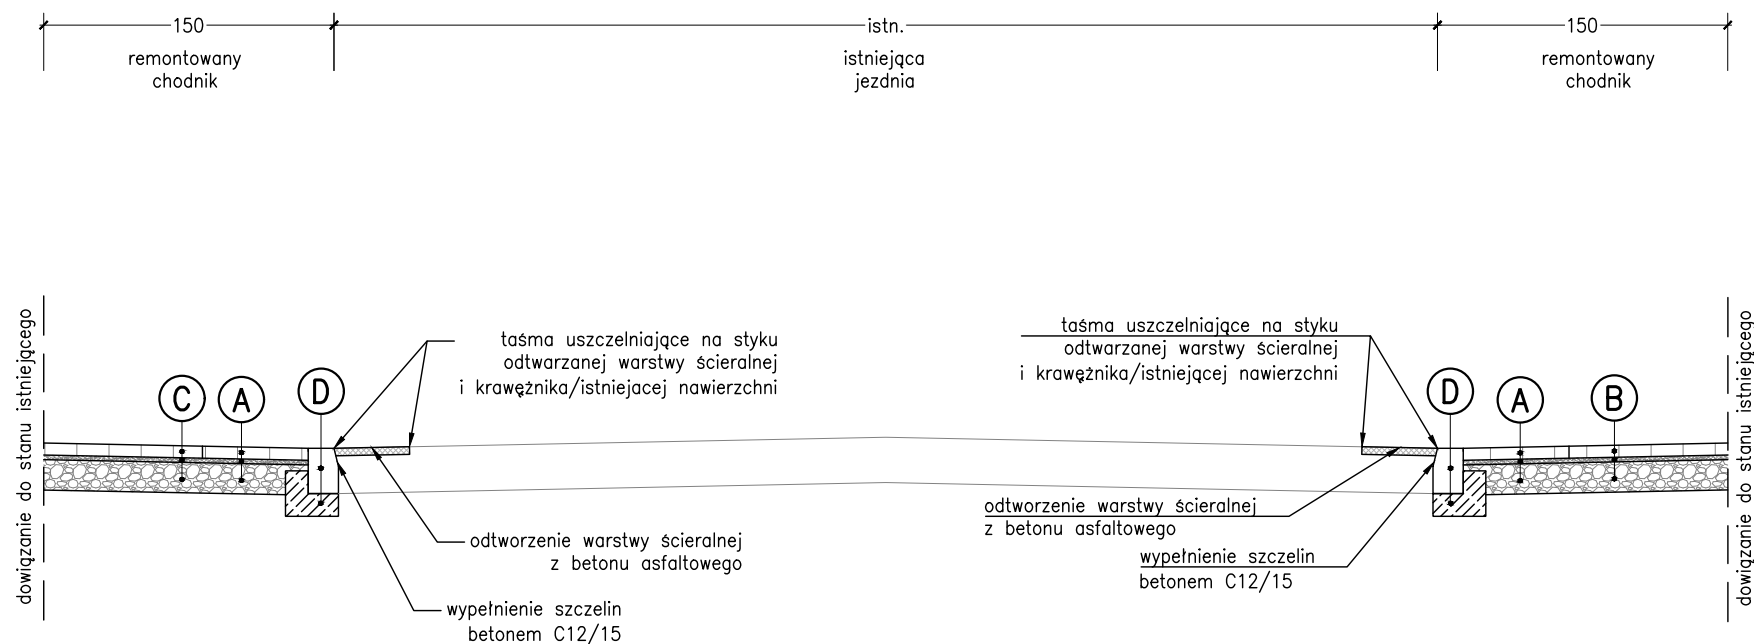 150
istn.
150
remontowany
chodnik
istniejąca
jezdnia
remontowany
chodnik
dowiązanie do stanu istniejącego
taśma uszczelniające na styku
odtwarzanej warstwy ścieralnej
i krawężnika/istniejacej nawierzchni
taśma uszczelniające na styku
odtwarzanej warstwy ścieralnej
i krawężnika/istniejącej nawierzchni
dowiązanie do stanu istniejącego
C
A
D
D
A
B
odtworzenie warstwy ścieralnej
z betonu asfaltowego
wypełnienie szczelin
betonem C12/15
odtworzenie warstwy ścieralnej
z betonu asfaltowego
wypełnienie szczelin
betonem C12/15